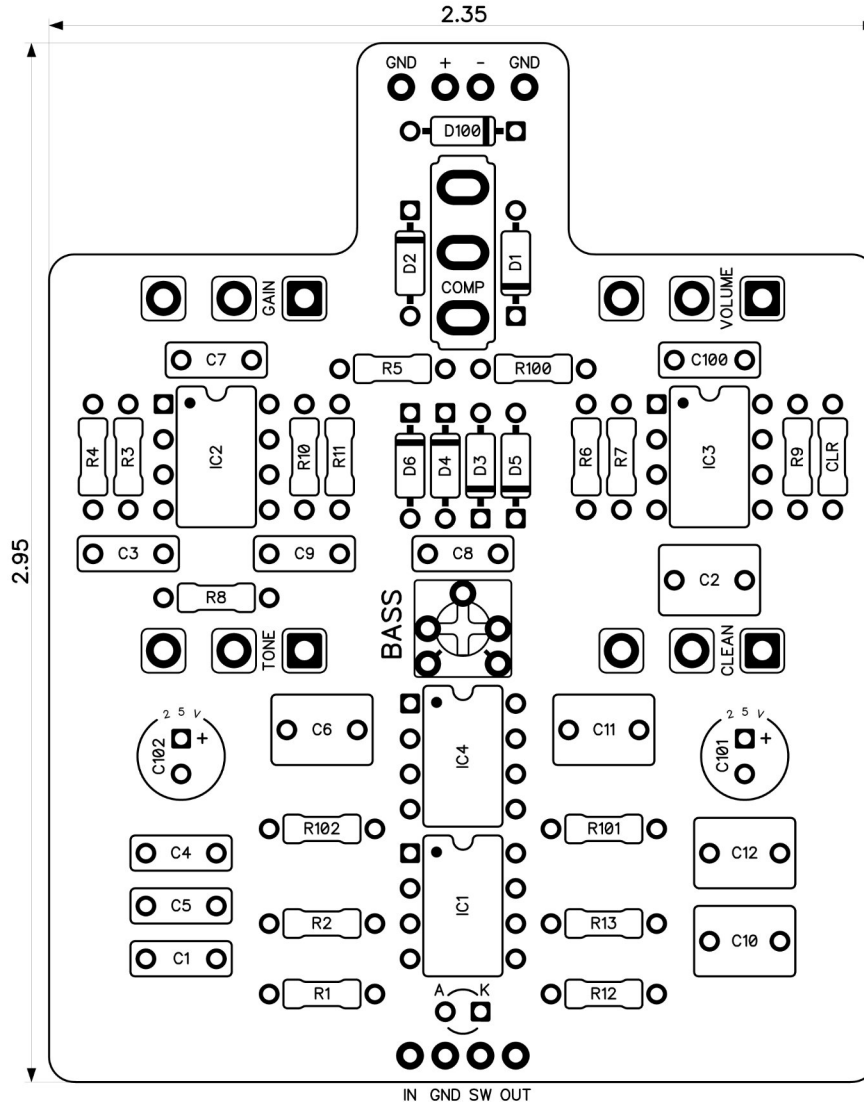 2.35
GND + - GND
D100
D2
D1
COMP
GAIN
VOLUME
C7
R5
R100
C100
R4
R3
IC2
R10
R11
D6
D4
D3
D5
R6
R7
IC3
R9
CLR
2.95
C3
C9
C8
C2
R8
BASS
TONE
CLEAN
25V
C102
+
C6
IC4
C11
25V
C101
+
R102
R101
C4
IC1
C12
C5
R2
R13
C10
C1
R1
A K
R12
IN GND SW OUT